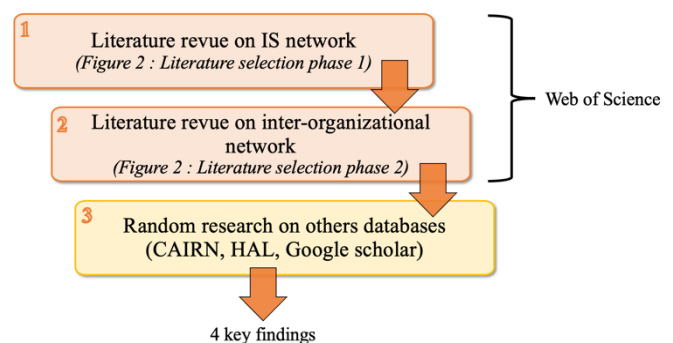 1
Literature revue on IS network
(Figure 2 : Literature selection phase 1)
Web of Science
2
Literature revue on inter-organizational
network
(Figure 2 : Literature selection phase 2)
3
Random research on others databases
(CAIRN, HAL, Google scholar)
4 key findings